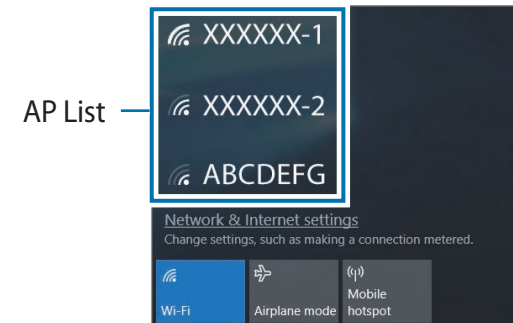 XXXXXX-1
AP List
XXXXXX-2
ABCDEFG
Network & Internet settings
Change settings, such as making a connection metered.
Wi-Fi
Airplane mode
Mobile
hotspot